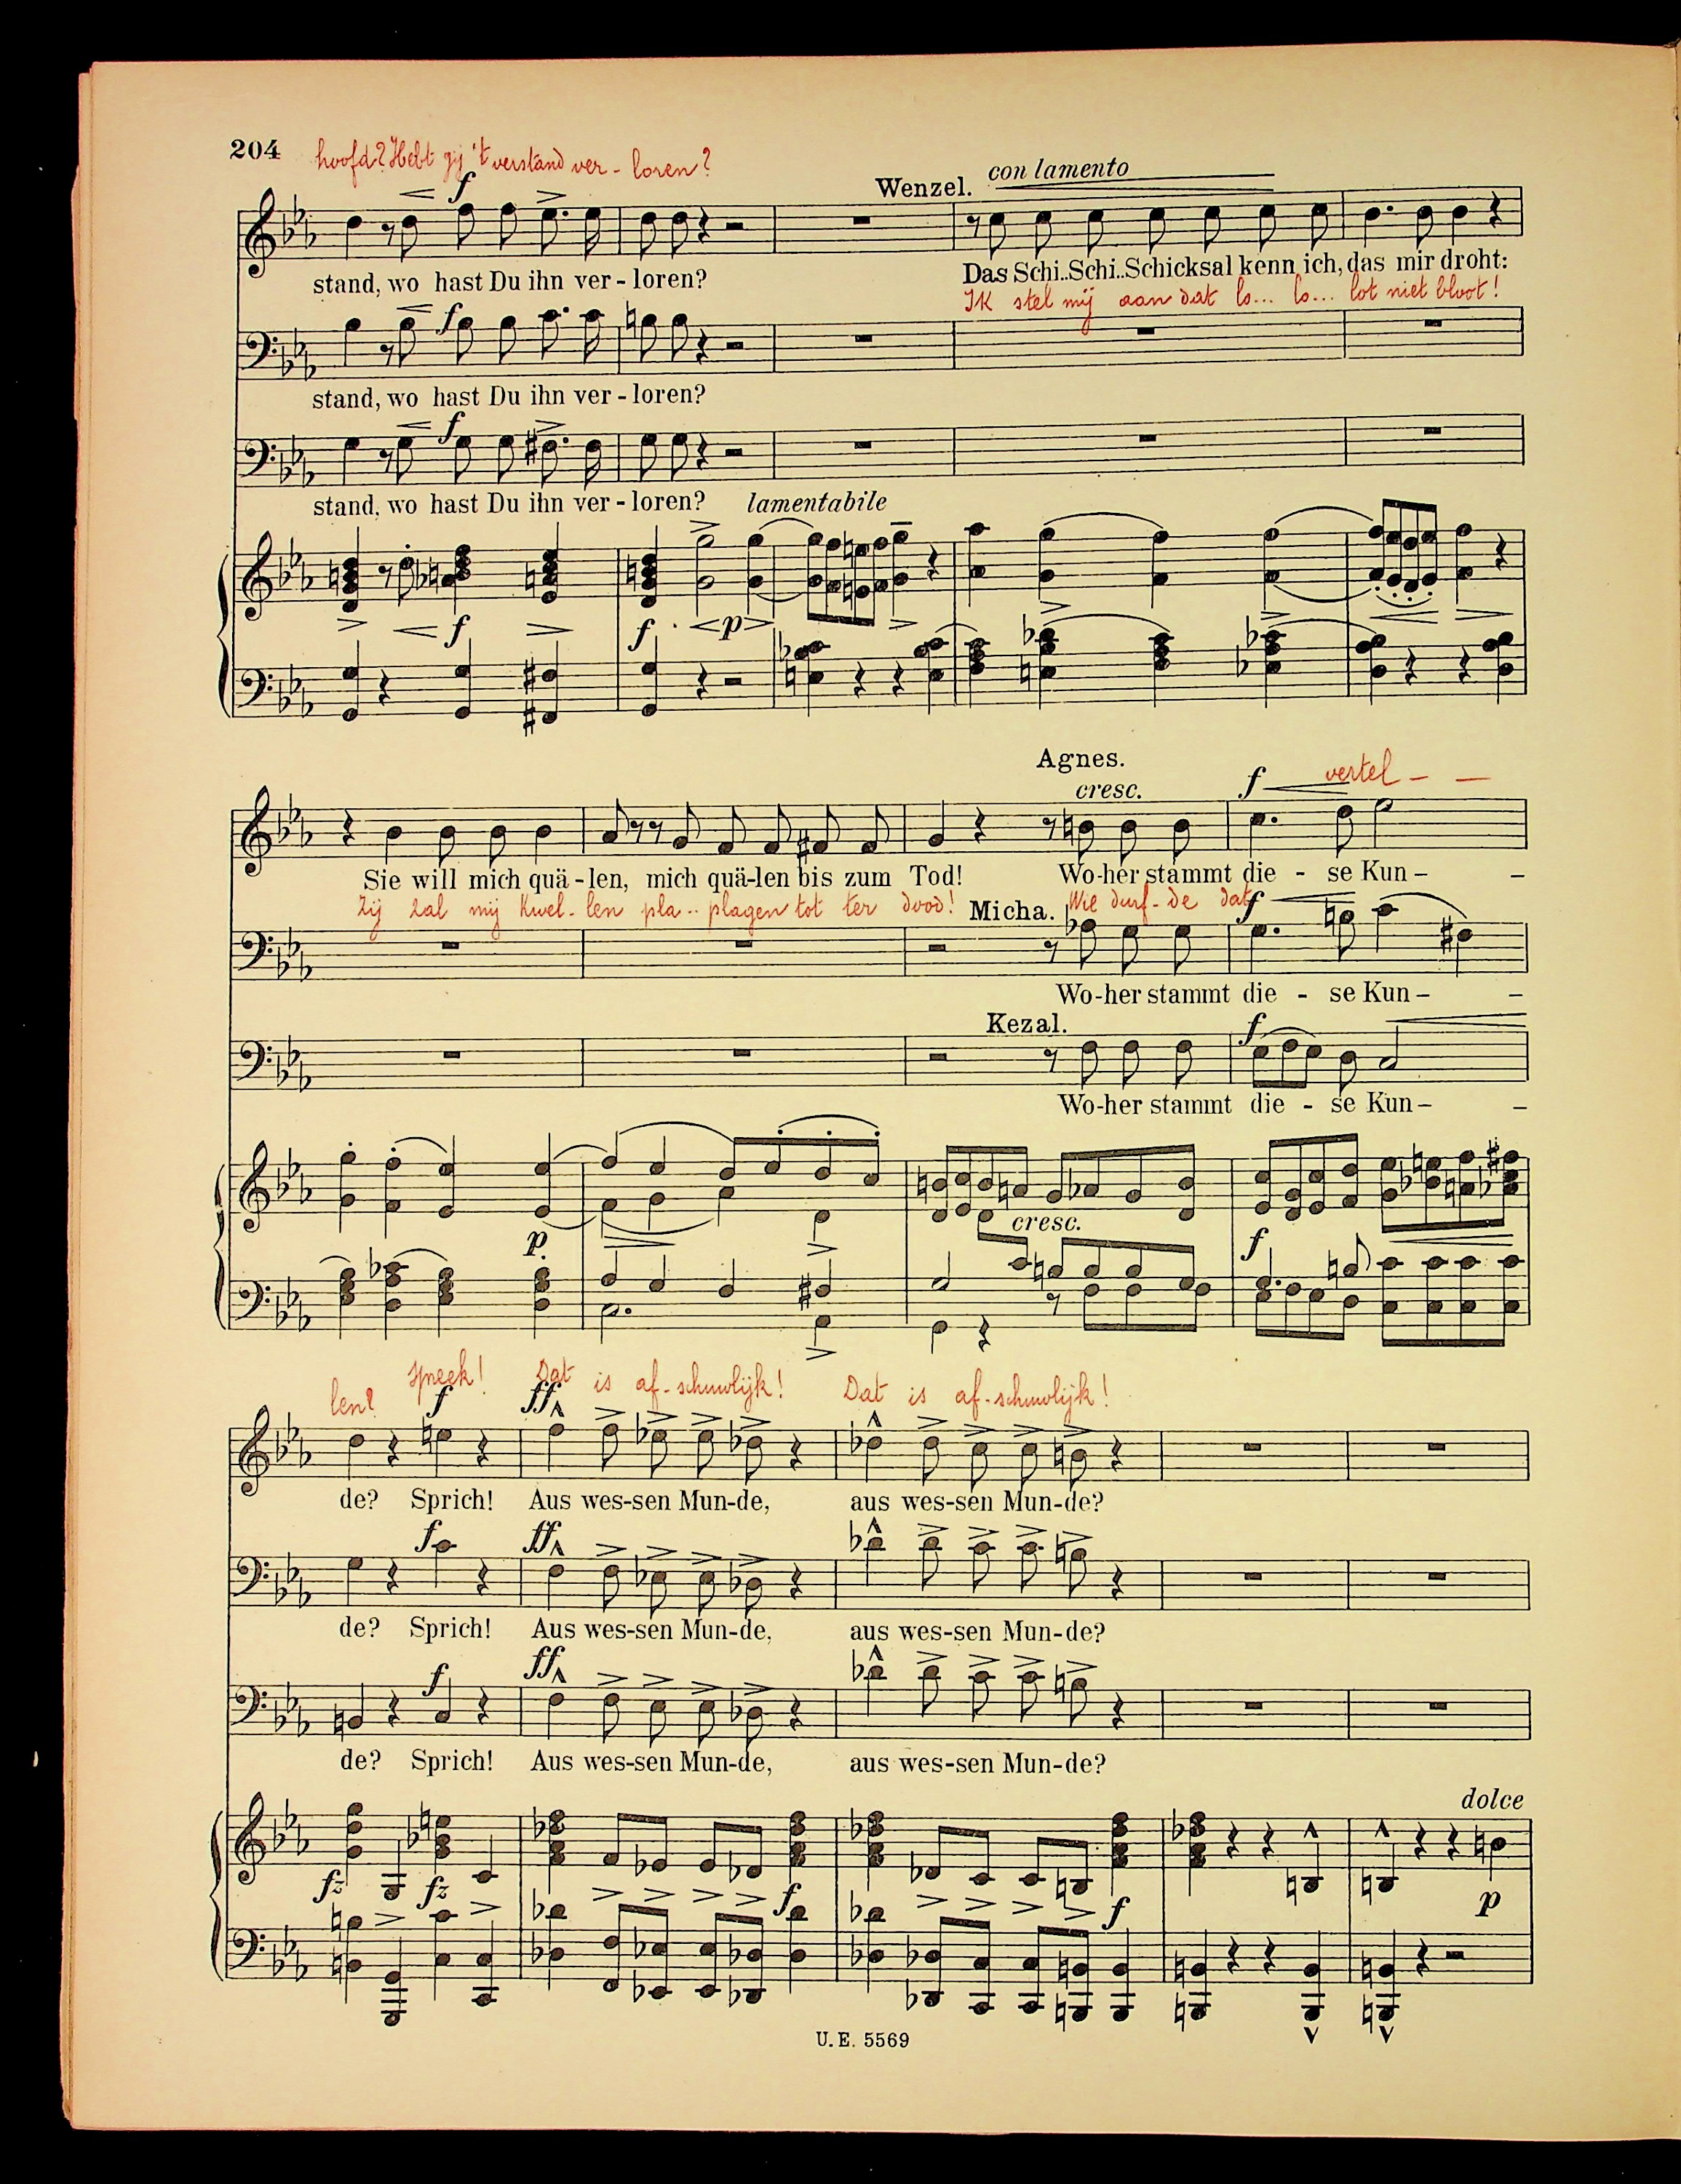 204
hoofd? Hebt gij 't verstand ver - loren?
f
Wenzel. con lamento
stand, wo hast Du ihn ver - loren?
Das Schi..Schi..Schicksal kenn ich, das mir droht:
Ik stel mij aan dat lo... lo... lot niet bloot!
f
stand, wo hast Du ihn ver - loren?
f
stand, wo hast Du ihn ver - loren? lamentabile
f f p
Agnes.
cresc. f vertel - -
Sie will mich quä - len, mich quä-len bis zum Tod! Wo-her stammt die - se Kun - -
Zij zal mij kwel - len pla .. plagen tot ter dood! Micha. Wie durf - de dat f
Wo-her stammt die - se Kun - -
Kezal. f
Wo-her stammt die - se Kun - -
p cresc. f
len? spreek! Dat is af - schuwlijk! Dat is af - schuwlijk!
f ff
de? Sprich! Aus wes-sen Mun-de, aus wes-sen Mun-de?
f ff
de? Sprich! Aus wes-sen Mun-de, aus wes-sen Mun-de?
f ff
de? Sprich! Aus wes-sen Mun-de, aus wes-sen Mun-de?
dolce
fz fz f f p
U. E. 5569